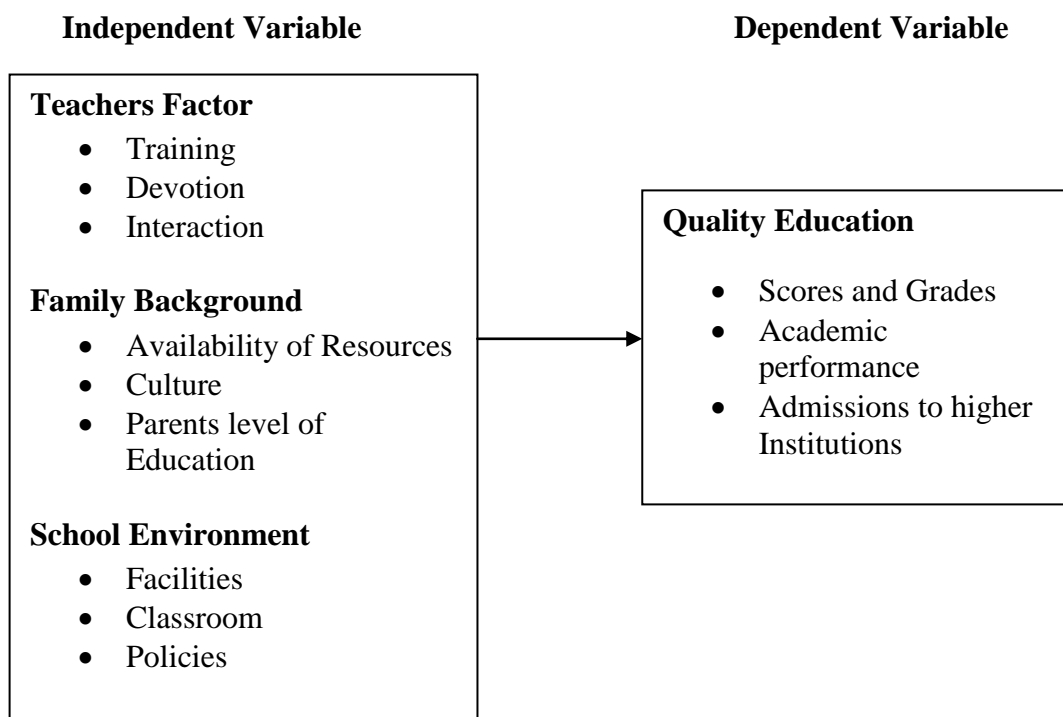 Independent Variable
Dependent Variable
Teachers Factor
• Training
• Devotion
• Interaction
Family Background
• Availability of Resources
• Culture
• Parents level of
Education
School Environment
• Facilities
• Classroom
• Policies
Quality Education
• Scores and Grades
• Academic
performance
• Admissions to higher
Institutions